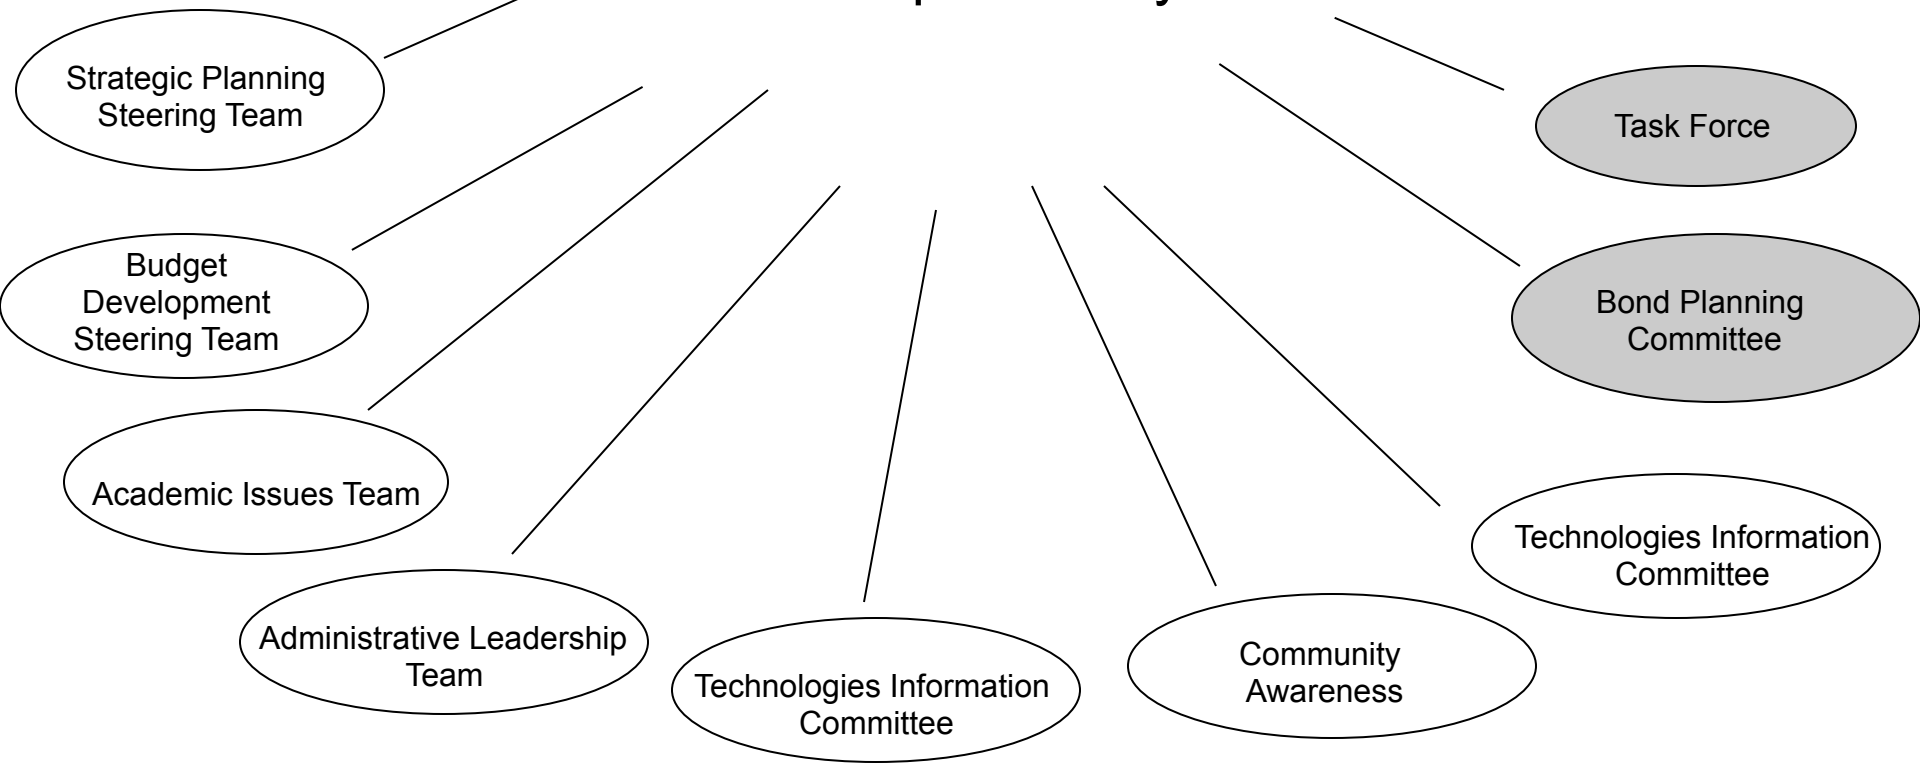 Strategic Planning
Steering Team
Task Force
Budget
Development
Steering Team
Bond Planning
Committee
Academic Issues Team
Technologies Information
Committee
Administrative Leadership
Team
Technologies Information
Committee
Community
Awareness